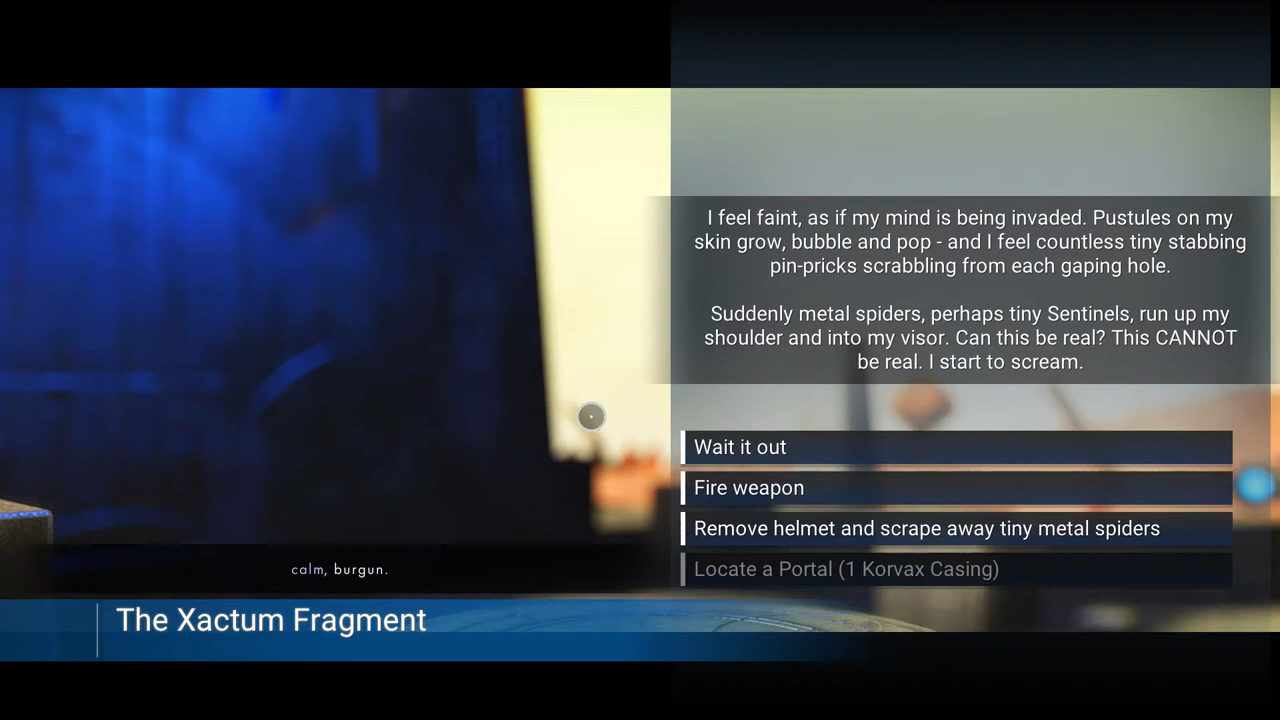 I feel faint, as if my mind is being invaded. Pustules on my
skin grow, bubble and pop - and I feel countless tiny stabbing
pin-pricks scrabbling from each gaping hole.
Suddenly metal spiders, perhaps tiny Sentinels, run up my
shoulder and into my visor. Can this be real? This CANNOT
be real. I start to scream.
Wait it out
Fire weapon
Remove helmet and scrape away tiny metal spiders
Locate a Portal (1 Korvax Casing)
calm, burgun.
The Xactum Fragment